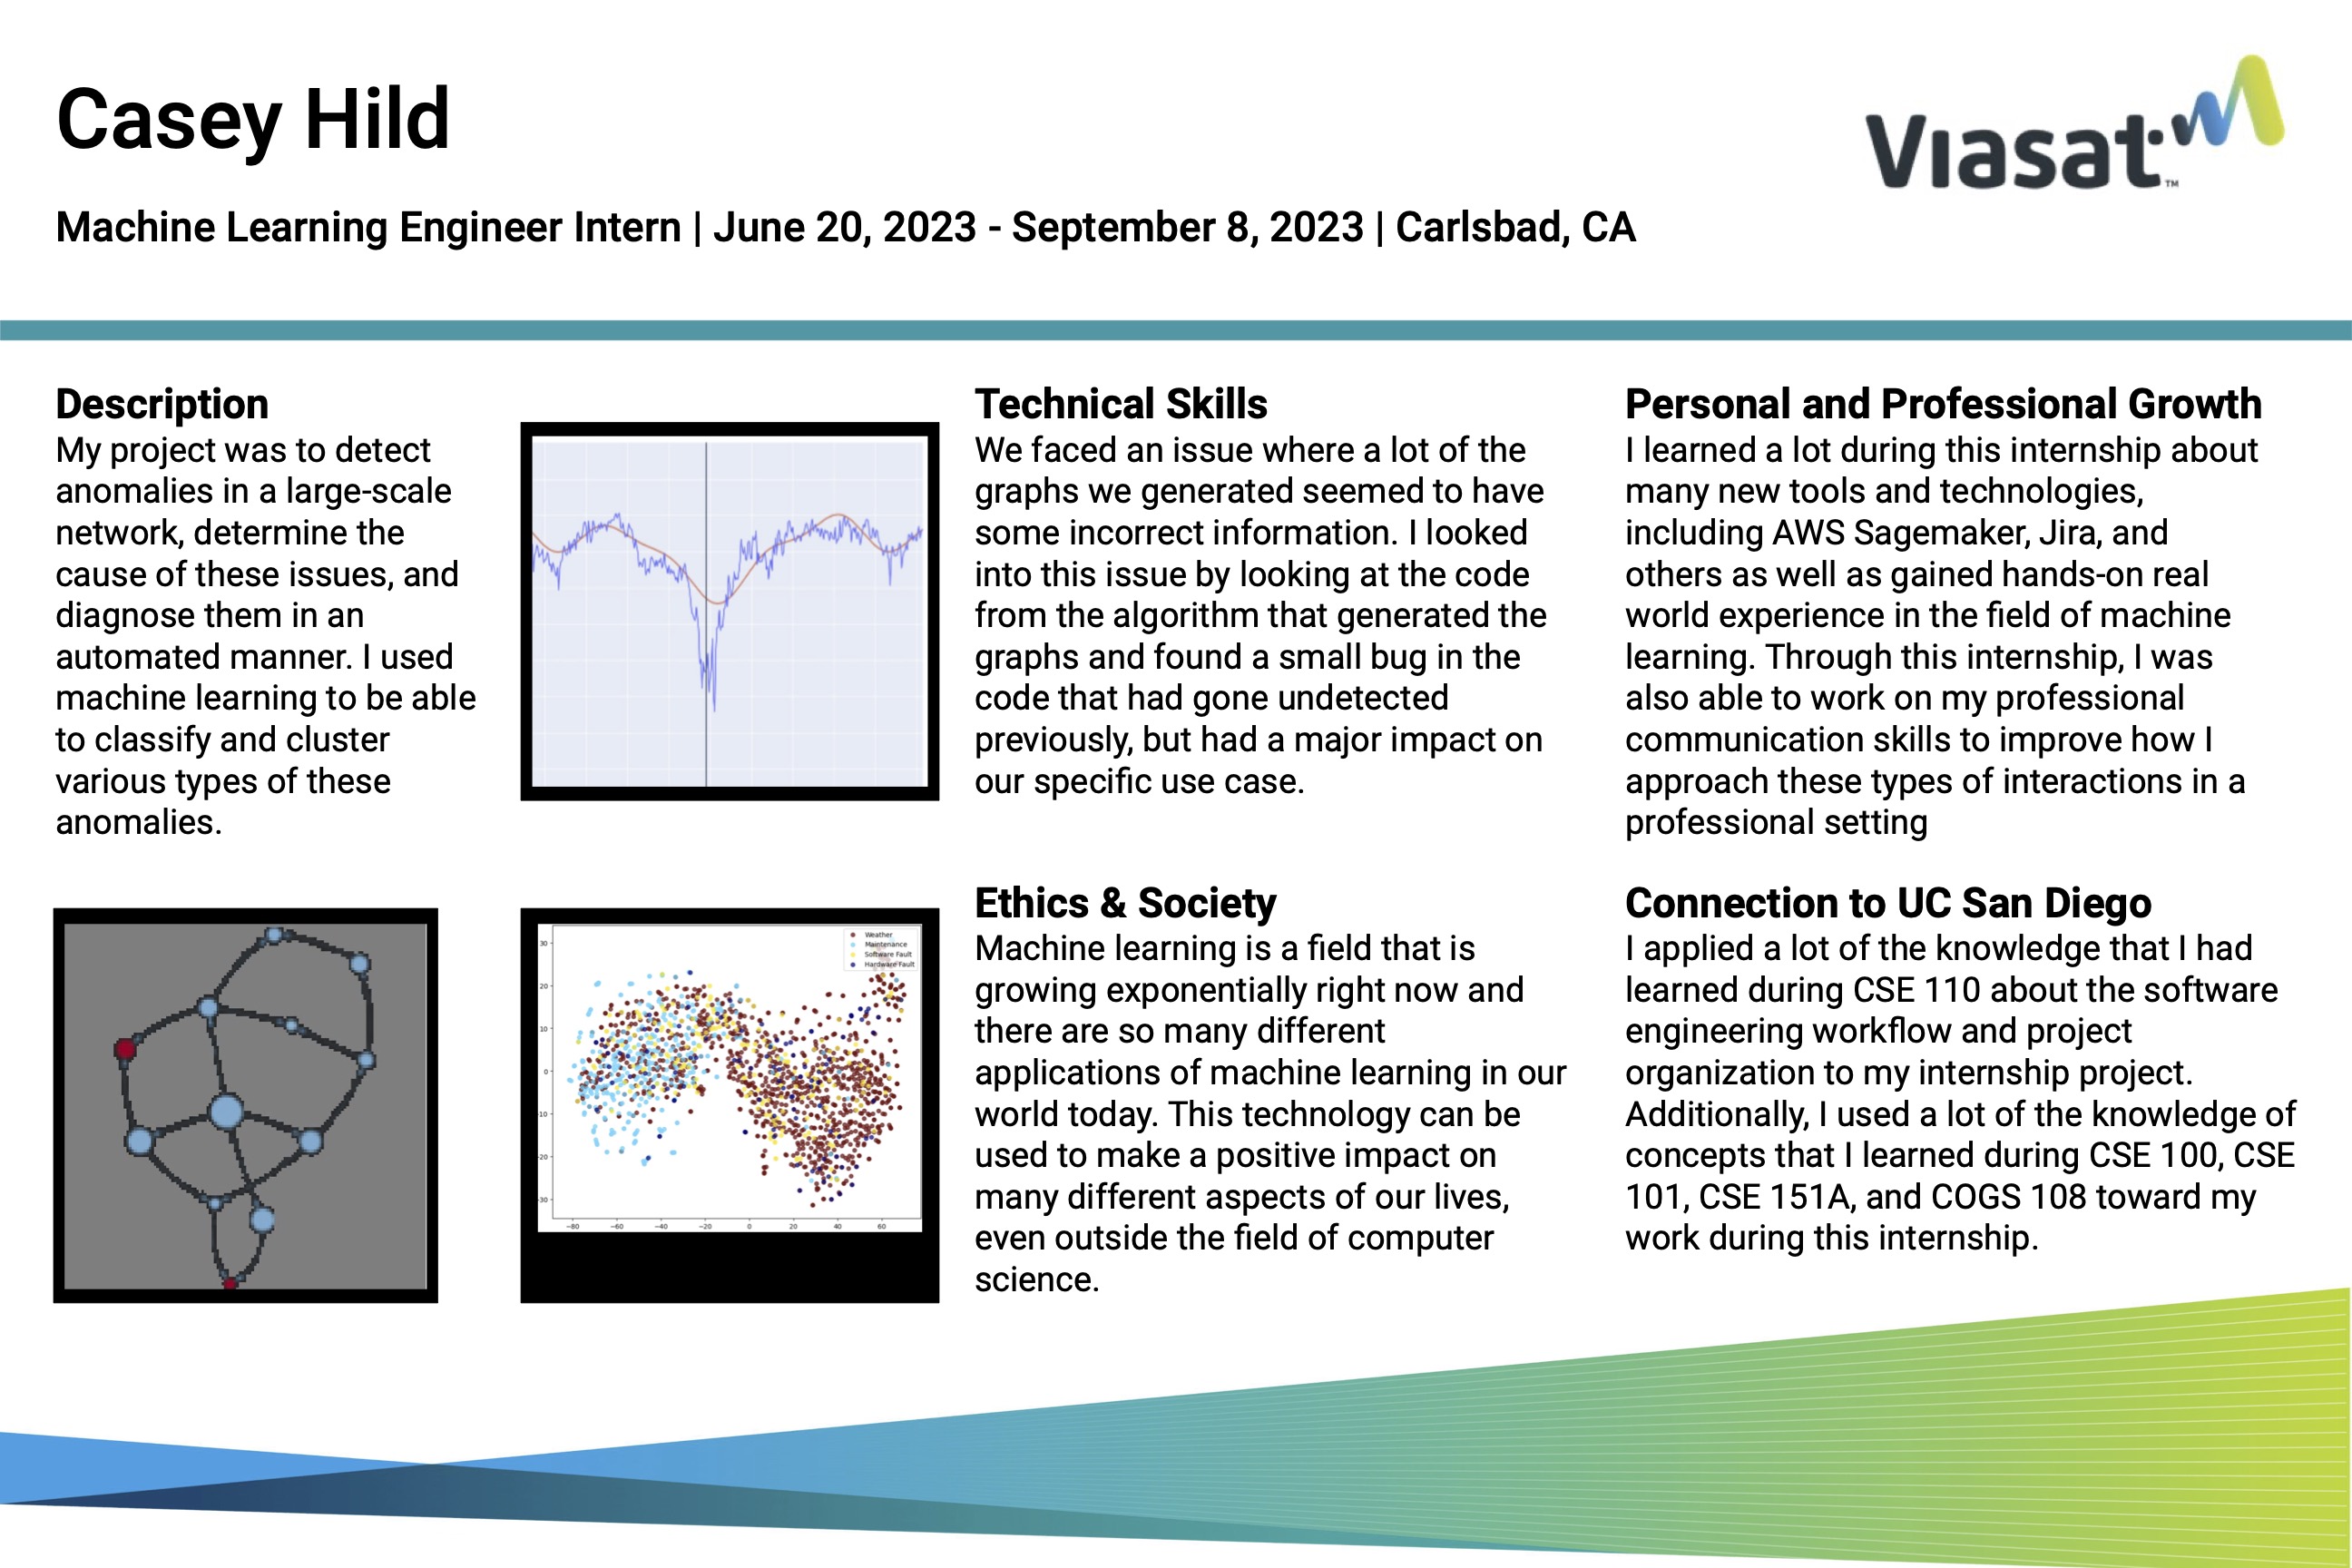 Casey Hild
Viasat™
Machine Learning Engineer Intern | June 20, 2023 - September 8, 2023 | Carlsbad, CA
Description
My project was to detect
anomalies in a large-scale
network, determine the
cause of these issues, and
diagnose them in an
automated manner. I used
machine learning to be able
to classify and cluster
various types of these
anomalies.
Technical Skills
We faced an issue where a lot of the
graphs we generated seemed to have
some incorrect information. I looked
into this issue by looking at the code
from the algorithm that generated the
graphs and found a small bug in the
code that had gone undetected
previously, but had a major impact on
our specific use case.
Personal and Professional Growth
I learned a lot during this internship about
many new tools and technologies,
including AWS Sagemaker, Jira, and
others as well as gained hands-on real
world experience in the field of machine
learning. Through this internship, I was
also able to work on my professional
communication skills to improve how I
approach these types of interactions in a
professional setting
Weather
Maintenance
Software Fault
Hardware Fault
30
20
10
0
-10
-20
-30
-80 -60 -40 -20 0 20 40 60
Ethics & Society
Machine learning is a field that is
growing exponentially right now and
there are so many different
applications of machine learning in our
world today. This technology can be
used to make a positive impact on
many different aspects of our lives,
even outside the field of computer
science.
Connection to UC San Diego
I applied a lot of the knowledge that I had
learned during CSE 110 about the software
engineering workflow and project
organization to my internship project.
Additionally, I used a lot of the knowledge of
concepts that I learned during CSE 100, CSE
101, CSE 151A, and COGS 108 toward my
work during this internship.